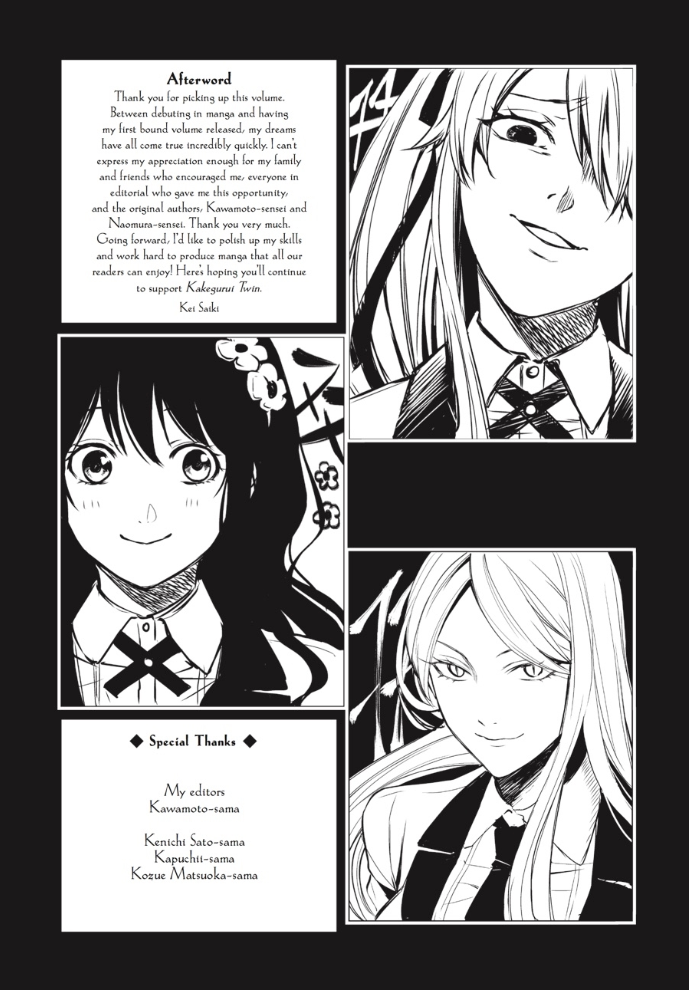 Afterword
Thank you for picking up this volume.
Between debuting in manga and having
my first bound volume released, my dreams
have all come true incredibly quickly. I can't
express my appreciation enough for my family
and friends who encouraged me, everyone in
editorial who gave me this opportunity,
and the original authors, Kawamoto-sensei and
Naomura-sensei. Thank you very much.
Going forward, I'd like to polish up my skills
and work hard to produce manga that all our
readers can enjoy! Here's hoping you'll continue
to support Kakegurui Twin.
Kei Saiki
◆ Special Thanks ◆
My editors
Kawamoto-sama
Kenichi Sato-sama
Kapuchii-sama
Kozue Matsuoka-sama